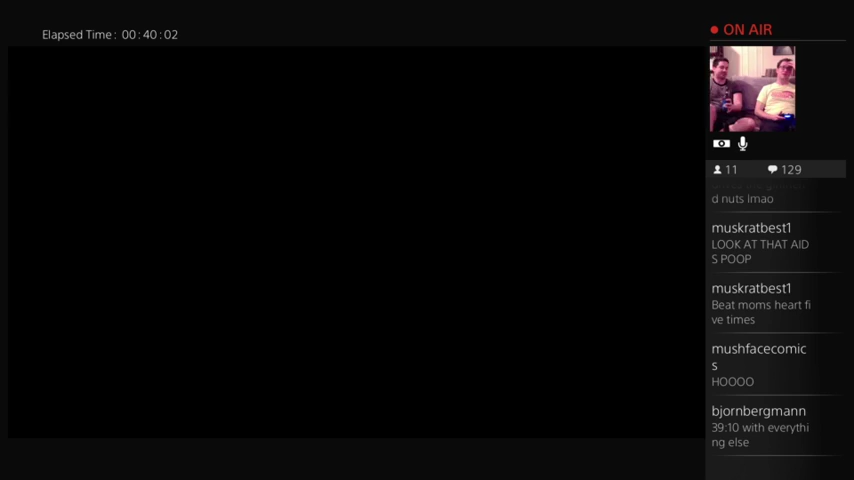 Elapsed Time: 00:40:02
ON AIR
11 129
d nuts lmao
muskratbest1
LOOK AT THAT AID
S POOP
muskratbest1
Beat moms heart fi
ve times
mushfacecomic
s
HOOOO
bjornbergmann
39:10 with everythi
ng else